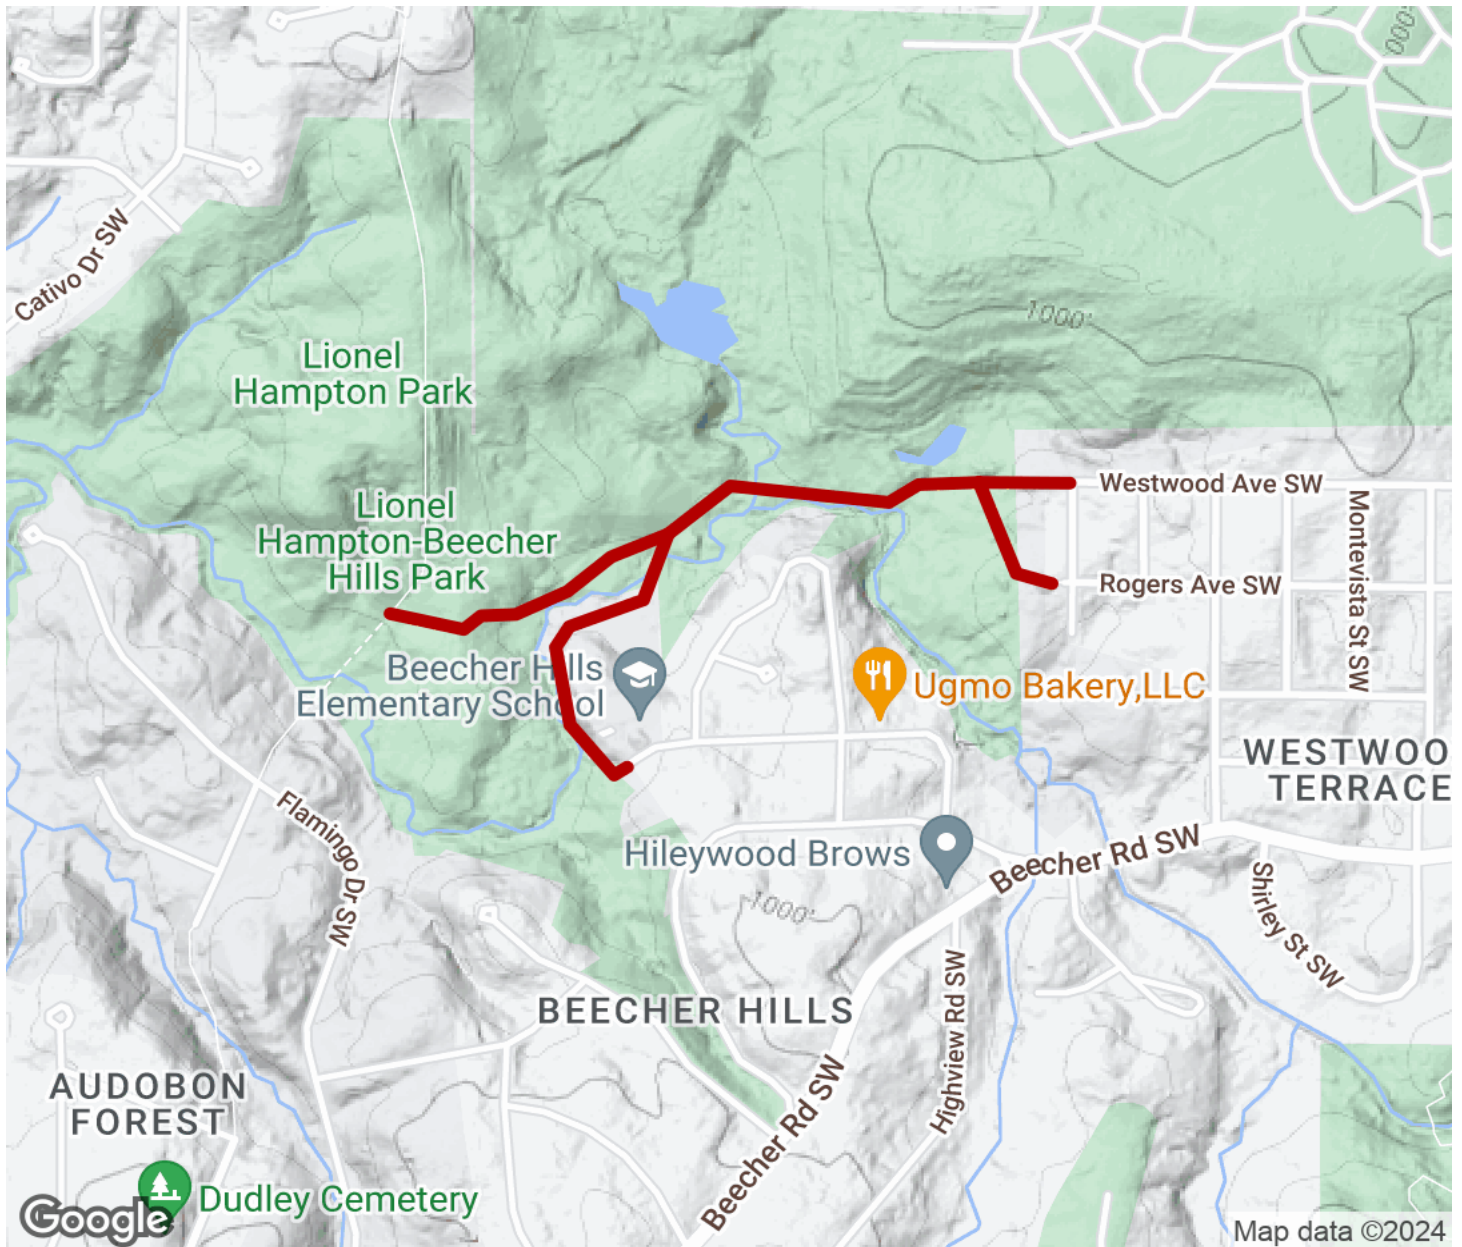 000'
Cativo Dr SW
1000'
Lionel
Hampton Park
Lionel
Hampton-Beecher
Hills Park
Westwood Ave SW
Montevista St SW
Rogers Ave SW
Beecher Hills
Elementary School
Ugmo Bakery,LLC
WESTWOO
TERRACE
Flamingo Dr SW
Hileywood Brows
Beecher Rd SW
Shirley St SW
1000'
BEECHER HILLS
Highview Rd SW
Beecher Rd SW
AUDOBON
FOREST
Dudley Cemetery
Google
Map data ©2024